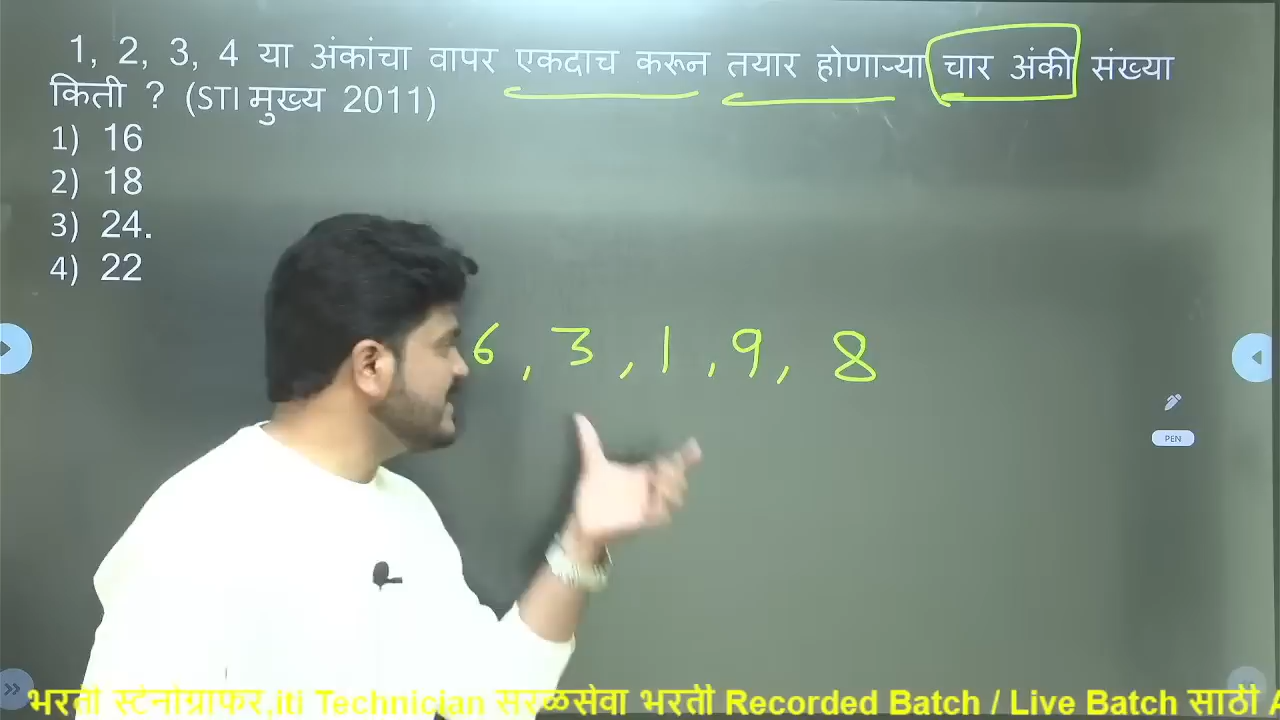 1, 2, 3, 4 या अंकांचा वापर एकदाच करून तयार होणाऱ्या चार अंकी संख्या
किती ? (STI मुख्य 2011)
1) 16
2) 18
3) 24.
4) 22
6, 3, 1, 9, 8
PEN
भरती स्टेनोग्राफर,iti Technician सरळसेवा भरती Recorded Batch / Live Batch साठी